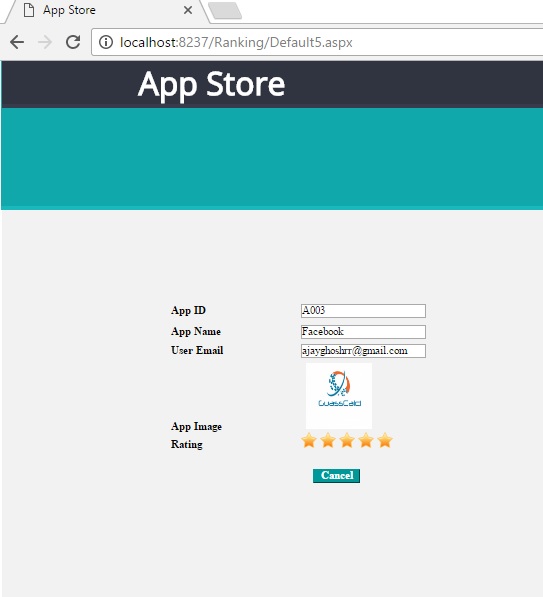 App Store
localhost:8237/Ranking/Default5.aspx
App Store
App ID A003
App Name Facebook
User Email ajayghoshrr@gmail.com
GuassCald
App Image
Rating
Cancel